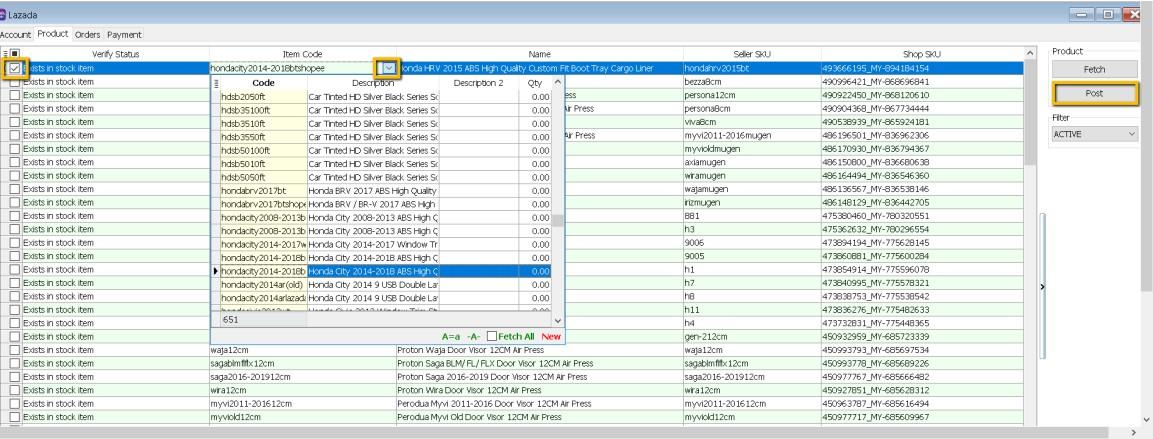 Lazada
Account Product Orders Payment
Verify Status Item Code Name Seller SKU Shop SKU
Exists in stock item hondacity2014-2018btshopee Honda HRV 2015 ABS High Quality Custom Fit Boot Tray Cargo Liner hondahrv2015bt 493666195_MY-894184154
Exists in stock item bezza8cm 490996421_MY-868696841
Exists in stock item ess persona12cm 490922450_MY-868120610
Exists in stock item Air Press persona8cm 490904368_MY-867734444
Exists in stock item viva8cm 490538939_MY-865924181
Exists in stock item Air Press myvi2011-2016mugen 486196501_MY-836962306
Exists in stock item myvioldmugen 486170930_MY-836794367
Exists in stock item axiamugen 486150800_MY-836680638
Exists in stock item wiramugen 486164494_MY-836546360
Exists in stock item wajamugen 486136567_MY-836538146
Exists in stock item irizmugen 486148129_MY-836442705
Exists in stock item 881 475380460_MY-780320551
Exists in stock item h3 475362632_MY-780296554
Exists in stock item 9006 473894194_MY-775628145
Exists in stock item 9005 473860881_MY-775600284
Exists in stock item h1 473854914_MY-775596078
Exists in stock item h7 473840995_MY-775578321
Exists in stock item h8 473838753_MY-775538542
Exists in stock item h11 473836276_MY-775482633
Exists in stock item h4 473732831_MY-775448365
Exists in stock item gen-212cm 450932959_MY-685723339
Exists in stock item waja12cm Proton Waja Door Visor 12CM Air Press waja12cm 450993793_MY-685697534
Exists in stock item sagablmflflx12cm Proton Saga BLM/ FL/ FLX Door Visor 12CM Air Press sagablmflflx12cm 450993778_MY-685689226
Exists in stock item saga2016-201912cm Proton Saga 2016-2019 Door Visor 12CM Air Press saga2016-201912cm 450977767_MY-685666482
Exists in stock item wira12cm Proton Wira Door Visor 12CM Air Press wira12cm 450927851_MY-685628312
Exists in stock item myvi2011-201612cm Perodua Myvi 2011-2016 Door Visor 12CM Air Press myvi2011-201612cm 450963787_MY-685616494
Exists in stock item myviold12cm Perodua Myvi Old Door Visor 12CM Air Press myviold12cm 450977717_MY-685609967
Code Description Description 2 Qty
hdsb2050ft Car Tinted HD Silver Black Series Sc 0.00
hdsb35100ft Car Tinted HD Silver Black Series Sc 0.00
hdsb3510ft Car Tinted HD Silver Black Series Sc 0.00
hdsb3550ft Car Tinted HD Silver Black Series Sc 0.00
hdsb50100ft Car Tinted HD Silver Black Series Sc 0.00
hdsb5010ft Car Tinted HD Silver Black Series Sc 0.00
hdsb5050ft Car Tinted HD Silver Black Series Sc 0.00
hondabrv2017bt Honda BRV 2017 ABS High Quality 0.00
hondabrv2017btshope Honda BRV / BR-V 2017 ABS High 0.00
hondacity2008-2013b Honda City 2008-2013 ABS High Q 0.00
hondacity2008-2013b Honda City 2008-2013 ABS High Q 0.00
hondacity2014-2017w Honda City 2014-2017 Window Tr 0.00
hondacity2014-2018b Honda City 2014-2018 ABS High Q 0.00
hondacity2014-2018b Honda City 2014-2018 ABS High Q 0.00
hondacity2014ar(old) Honda City 2014 9 USB Double La 0.00
hondacity2014arlazada Honda City 2014 9 USB Double La 0.00
651
A=a -A- Fetch All New
Product
Fetch
Post
Filter
ACTIVE